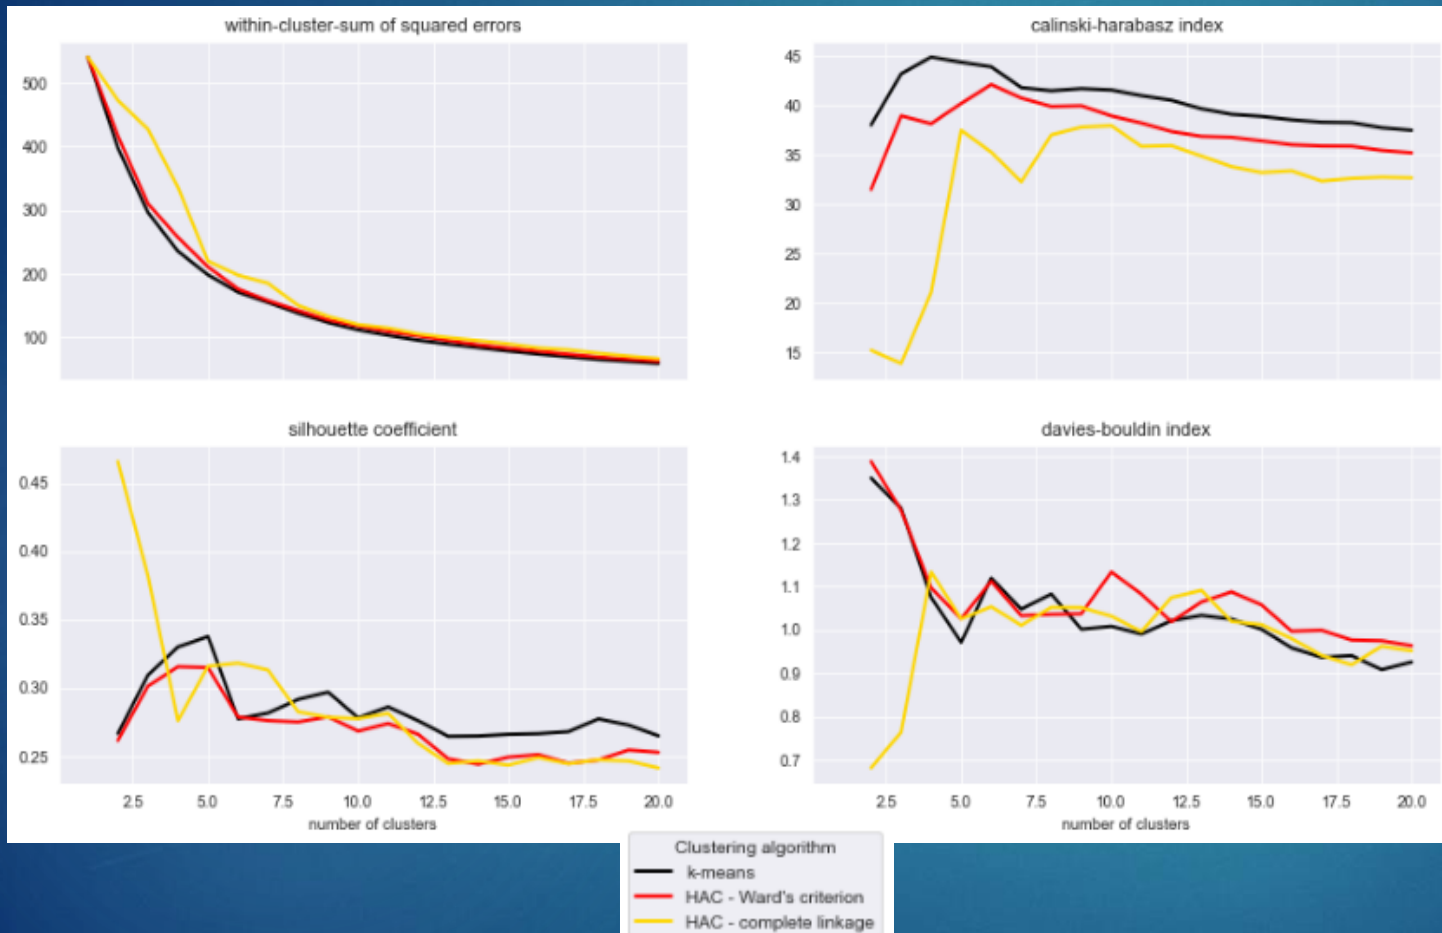 within-cluster-sum of squared errors
500
400
300
200
100
calinski-harabasz index
45
40
35
30
25
20
15
silhouette coefficient
0.45
0.40
0.35
0.30
0.25
2.5 5.0 7.5 10.0 12.5 15.0 17.5 20.0
number of clusters
davies-bouldin index
1.4
1.3
1.2
1.1
1.0
0.9
0.8
0.7
2.5 5.0 7.5 10.0 12.5 15.0 17.5 20.0
number of clusters
Clustering algorithm
k-means
HAC - Ward's criterion
HAC - complete linkage